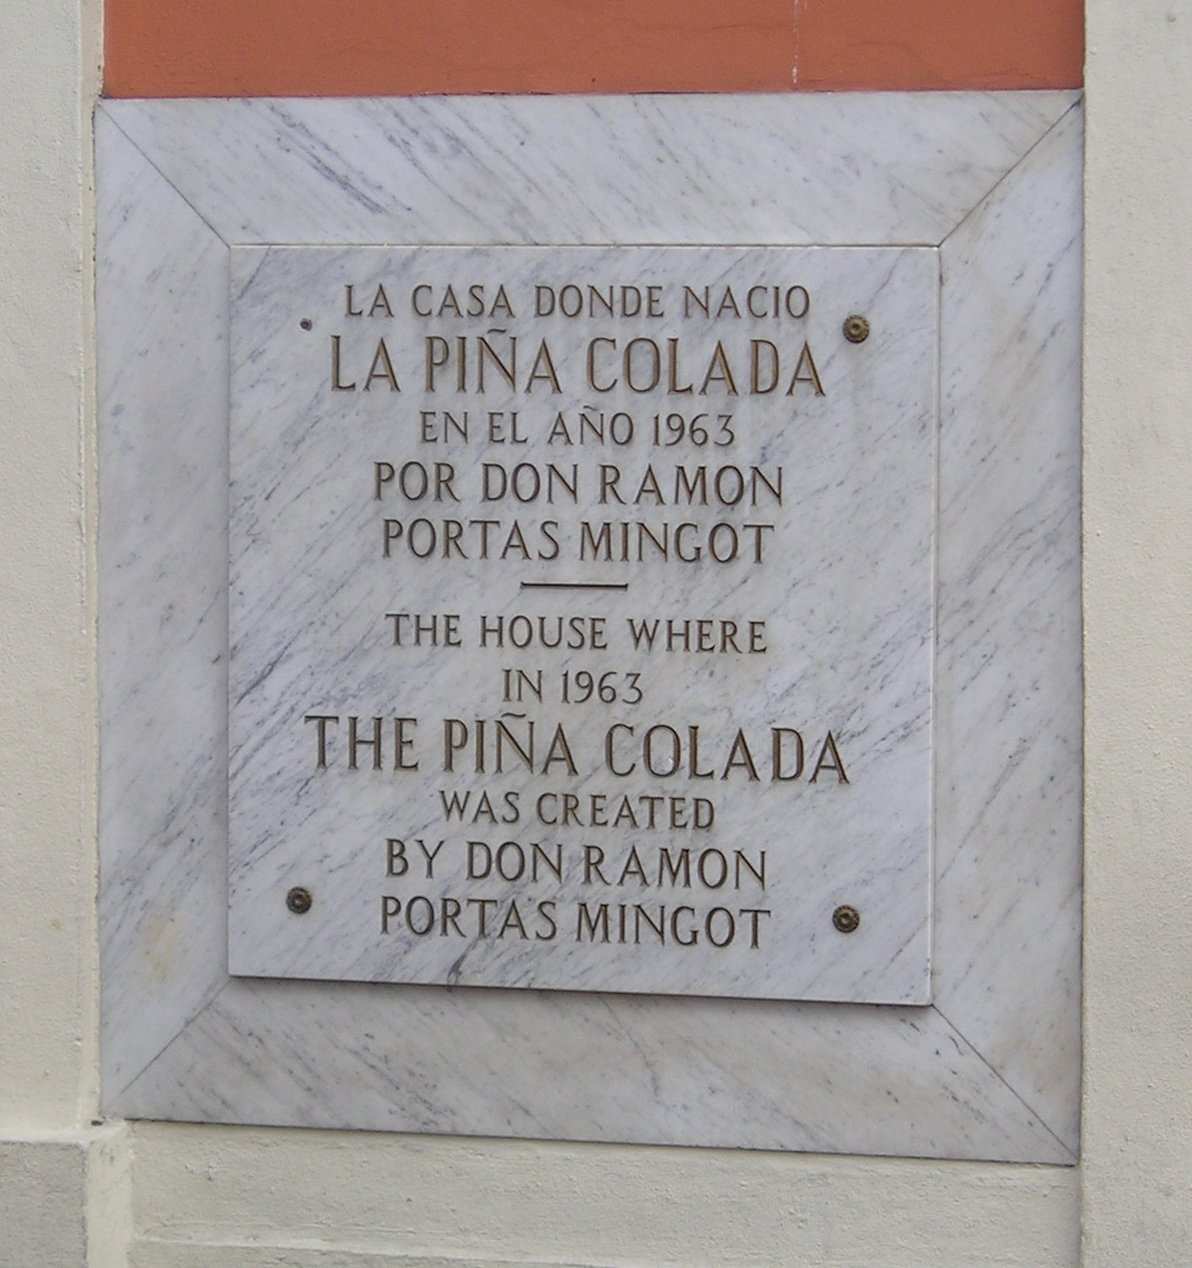 LA CASA DONDE NACIO
LA PIÑA COLADA
EN EL AÑO 1963
POR DON RAMON
PORTAS MINGOT
THE HOUSE WHERE
IN 1963
THE PIÑA COLADA
WAS CREATED
BY DON RAMON
PORTAS MINGOT